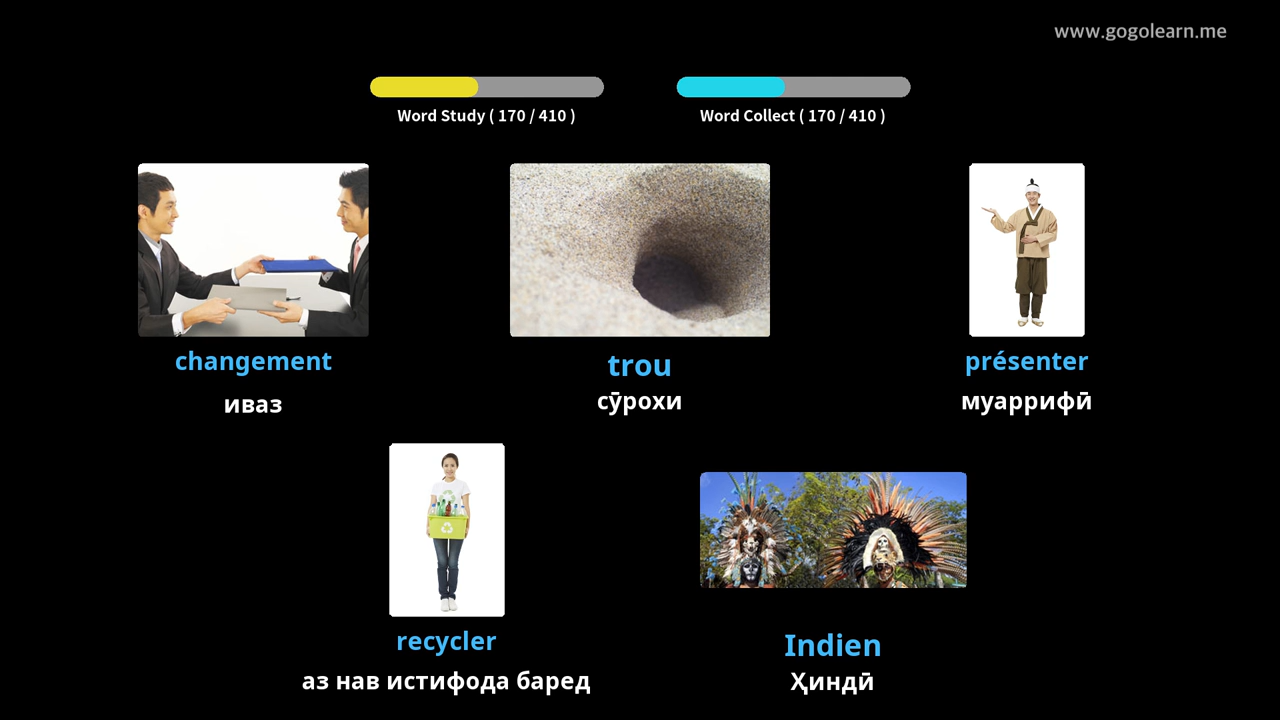 www.gogolearn.me
Word Study ( 170 / 410 )
Word Collect ( 170 / 410 )
changement
иваз
trou
сӯрохи
présenter
муаррифӣ
recycler
аз нав истифода баред
Indien
Ҳиндӣ